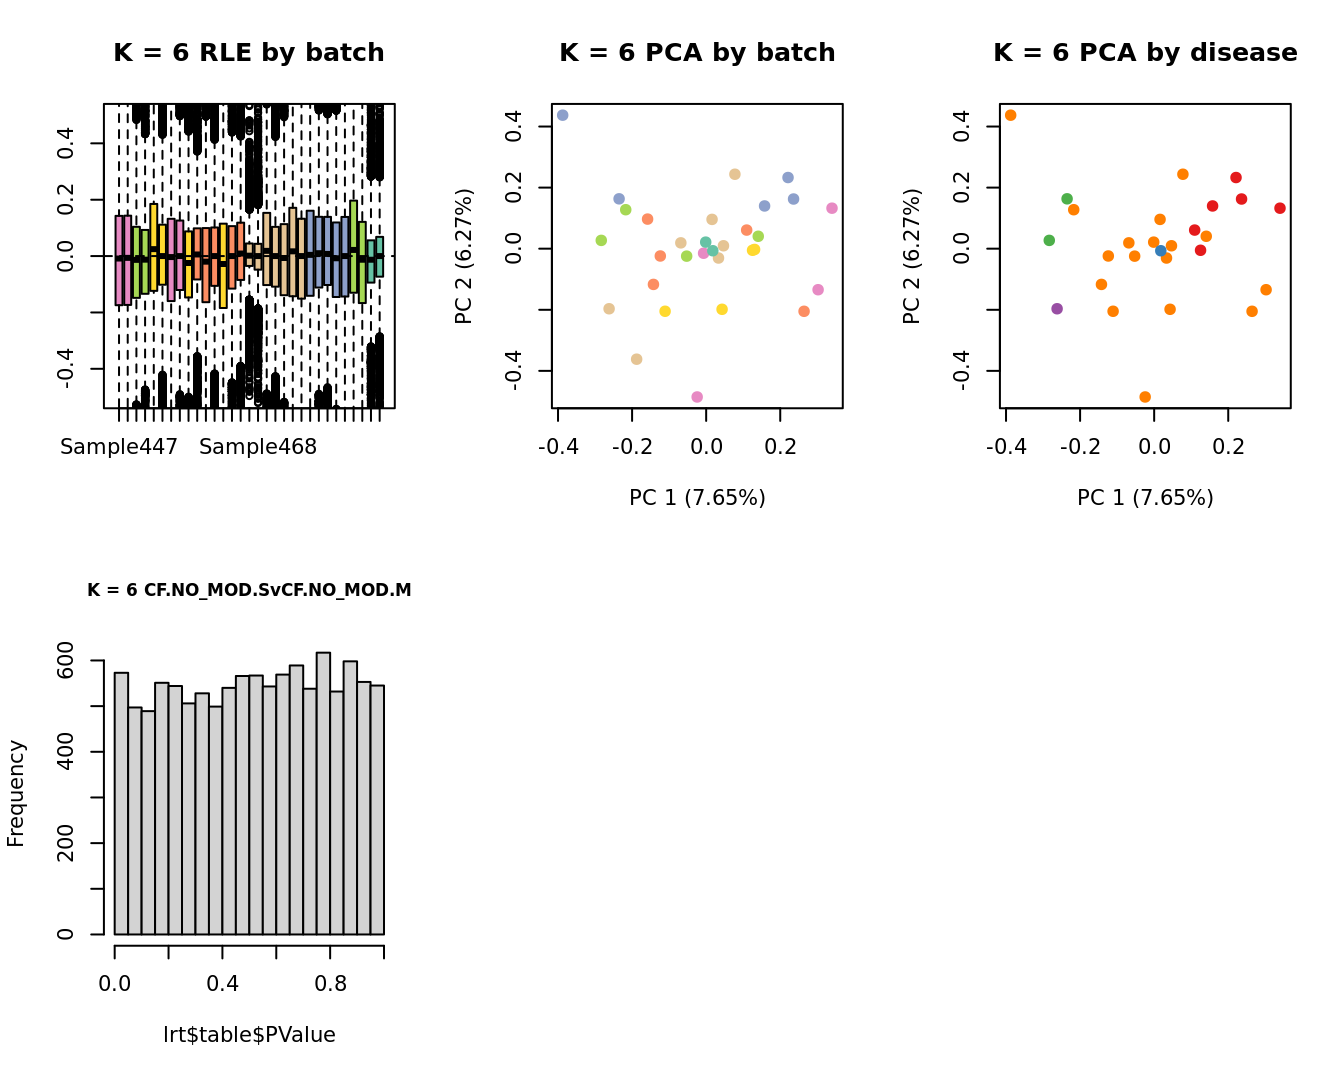 K = 6 RLE by batch
0.4
0.2
0.0
-0.4
Sample447 Sample468
K = 6 PCA by batch
PC 2 (6.27%)
0.4
0.2
0.0
-0.4
-0.4 -0.2 0.0 0.2
PC 1 (7.65%)
K = 6 PCA by disease
PC 2 (6.27%)
0.4
0.2
0.0
-0.4
-0.4 -0.2 0.0 0.2
PC 1 (7.65%)
K = 6 CF.NO_MOD.SvCF.NO_MOD.M
Frequency
600
400
200
0
0.0 0.4 0.8
lrt$table$PValue